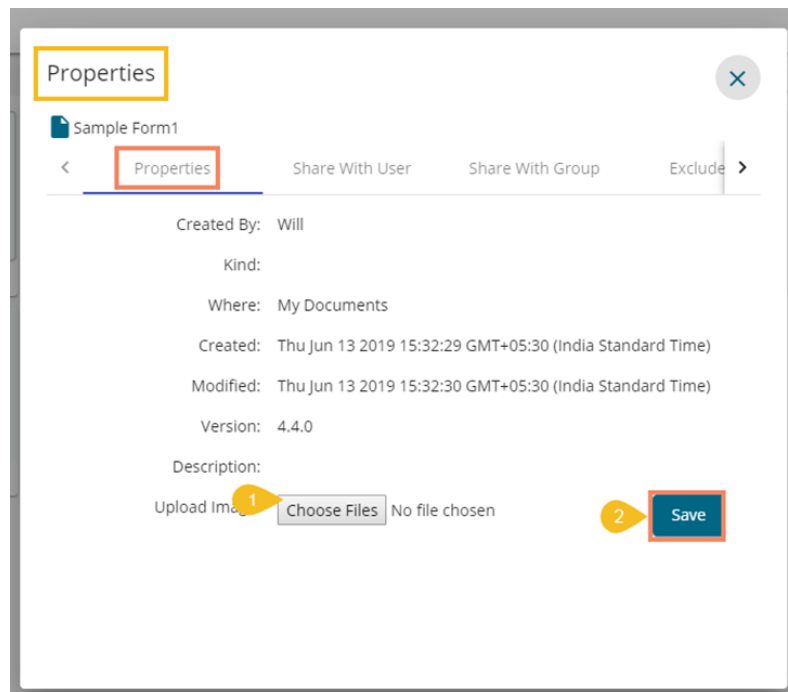 Properties
Sample Form1
Properties Share With User Share With Group Exclude
Created By: Will
Kind:
Where: My Documents
Created: Thu Jun 13 2019 15:32:29 GMT+05:30 (India Standard Time)
Modified: Thu Jun 13 2019 15:32:30 GMT+05:30 (India Standard Time)
Version: 4.4.0
Description:
Upload 1 Choose Files No file chosen 2 Save